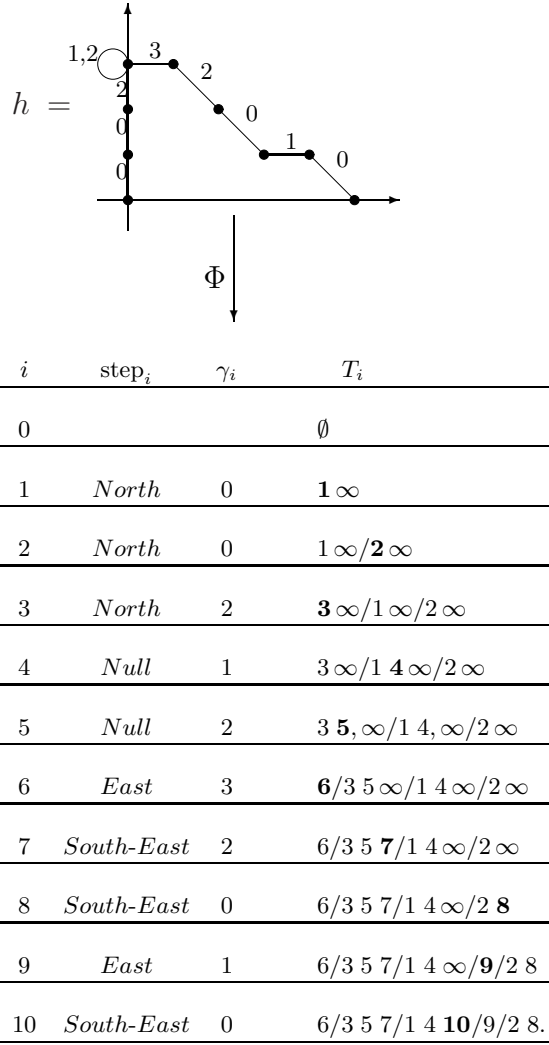 1,2 3
2 2
h = 0 0
1
0 0
Φ
i step_i γ_i T_i
0 ∅
1 North 0 1 ∞
2 North 0 1 ∞/2 ∞
3 North 2 3 ∞/1 ∞/2 ∞
4 Null 1 3 ∞/1 4 ∞/2 ∞
5 Null 2 3 5, ∞/1 4, ∞/2 ∞
6 East 3 6/3 5 ∞/1 4 ∞/2 ∞
7 South-East 2 6/3 5 7/1 4 ∞/2 ∞
8 South-East 0 6/3 5 7/1 4 ∞/2 8
9 East 1 6/3 5 7/1 4 ∞/9/2 8
10 South-East 0 6/3 5 7/1 4 10/9/2 8.